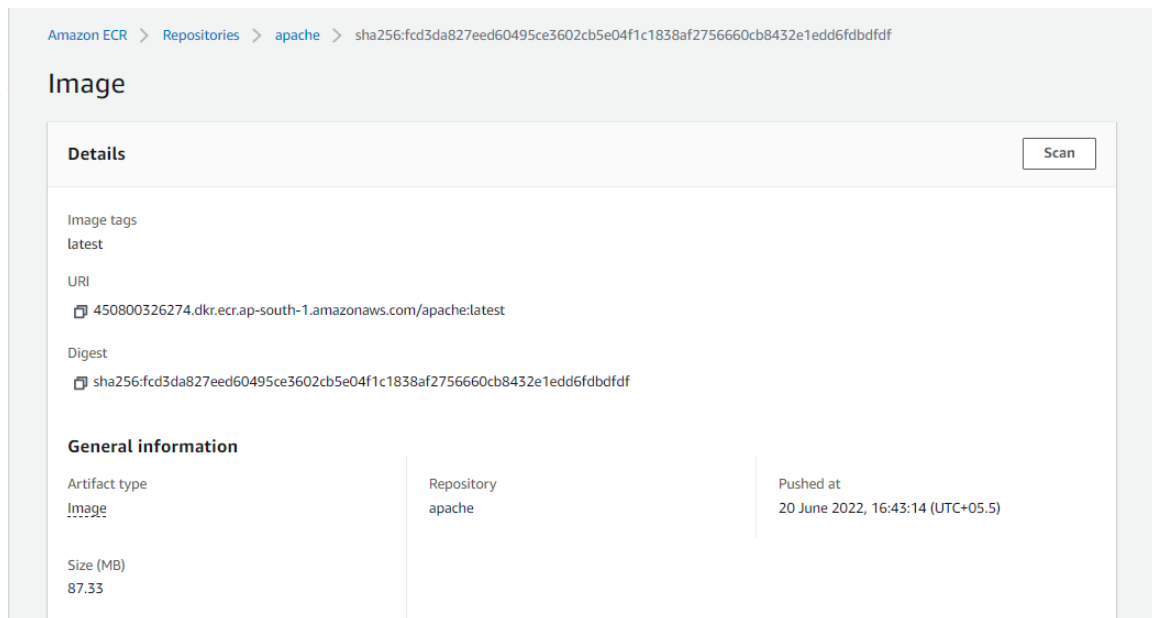 Amazon ECR > Repositories > apache > sha256:fcd3da827eed60495ce3602cb5e04f1c1838af2756660cb8432e1edd6fdbdfdf
Image
Details
Scan
Image tags
latest
URI
450800326274.dkr.ecr.ap-south-1.amazonaws.com/apache:latest
Digest
sha256:fcd3da827eed60495ce3602cb5e04f1c1838af2756660cb8432e1edd6fdbdfdf
General information
Artifact type
Image
Repository
apache
Pushed at
20 June 2022, 16:43:14 (UTC+05.5)
Size (MB)
87.33